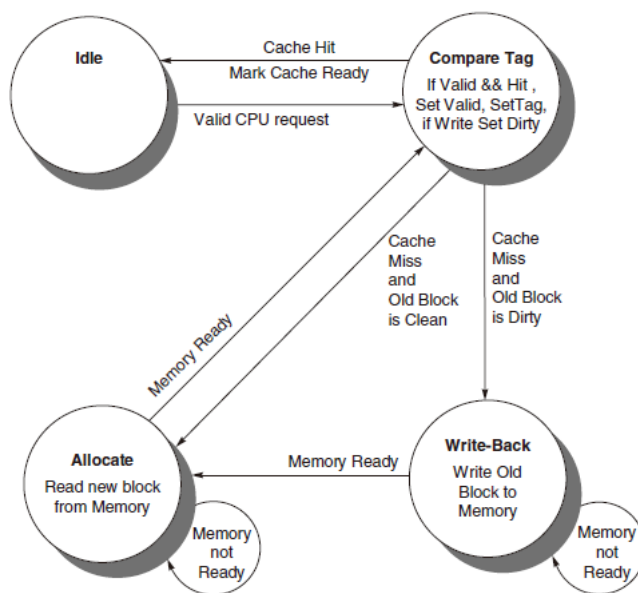 Idle
Cache Hit
Mark Cache Ready
Valid CPU request
Compare Tag
If Valid && Hit ,
Set Valid, SetTag,
if Write Set Dirty
Cache
Miss
and
Old Block
is Clean
Cache
Miss
and
Old Block
is Dirty
Memory Ready
Allocate
Read new block
from Memory
Memory
not
Ready
Memory Ready
Write-Back
Write Old
Block to
Memory
Memory
not
Ready